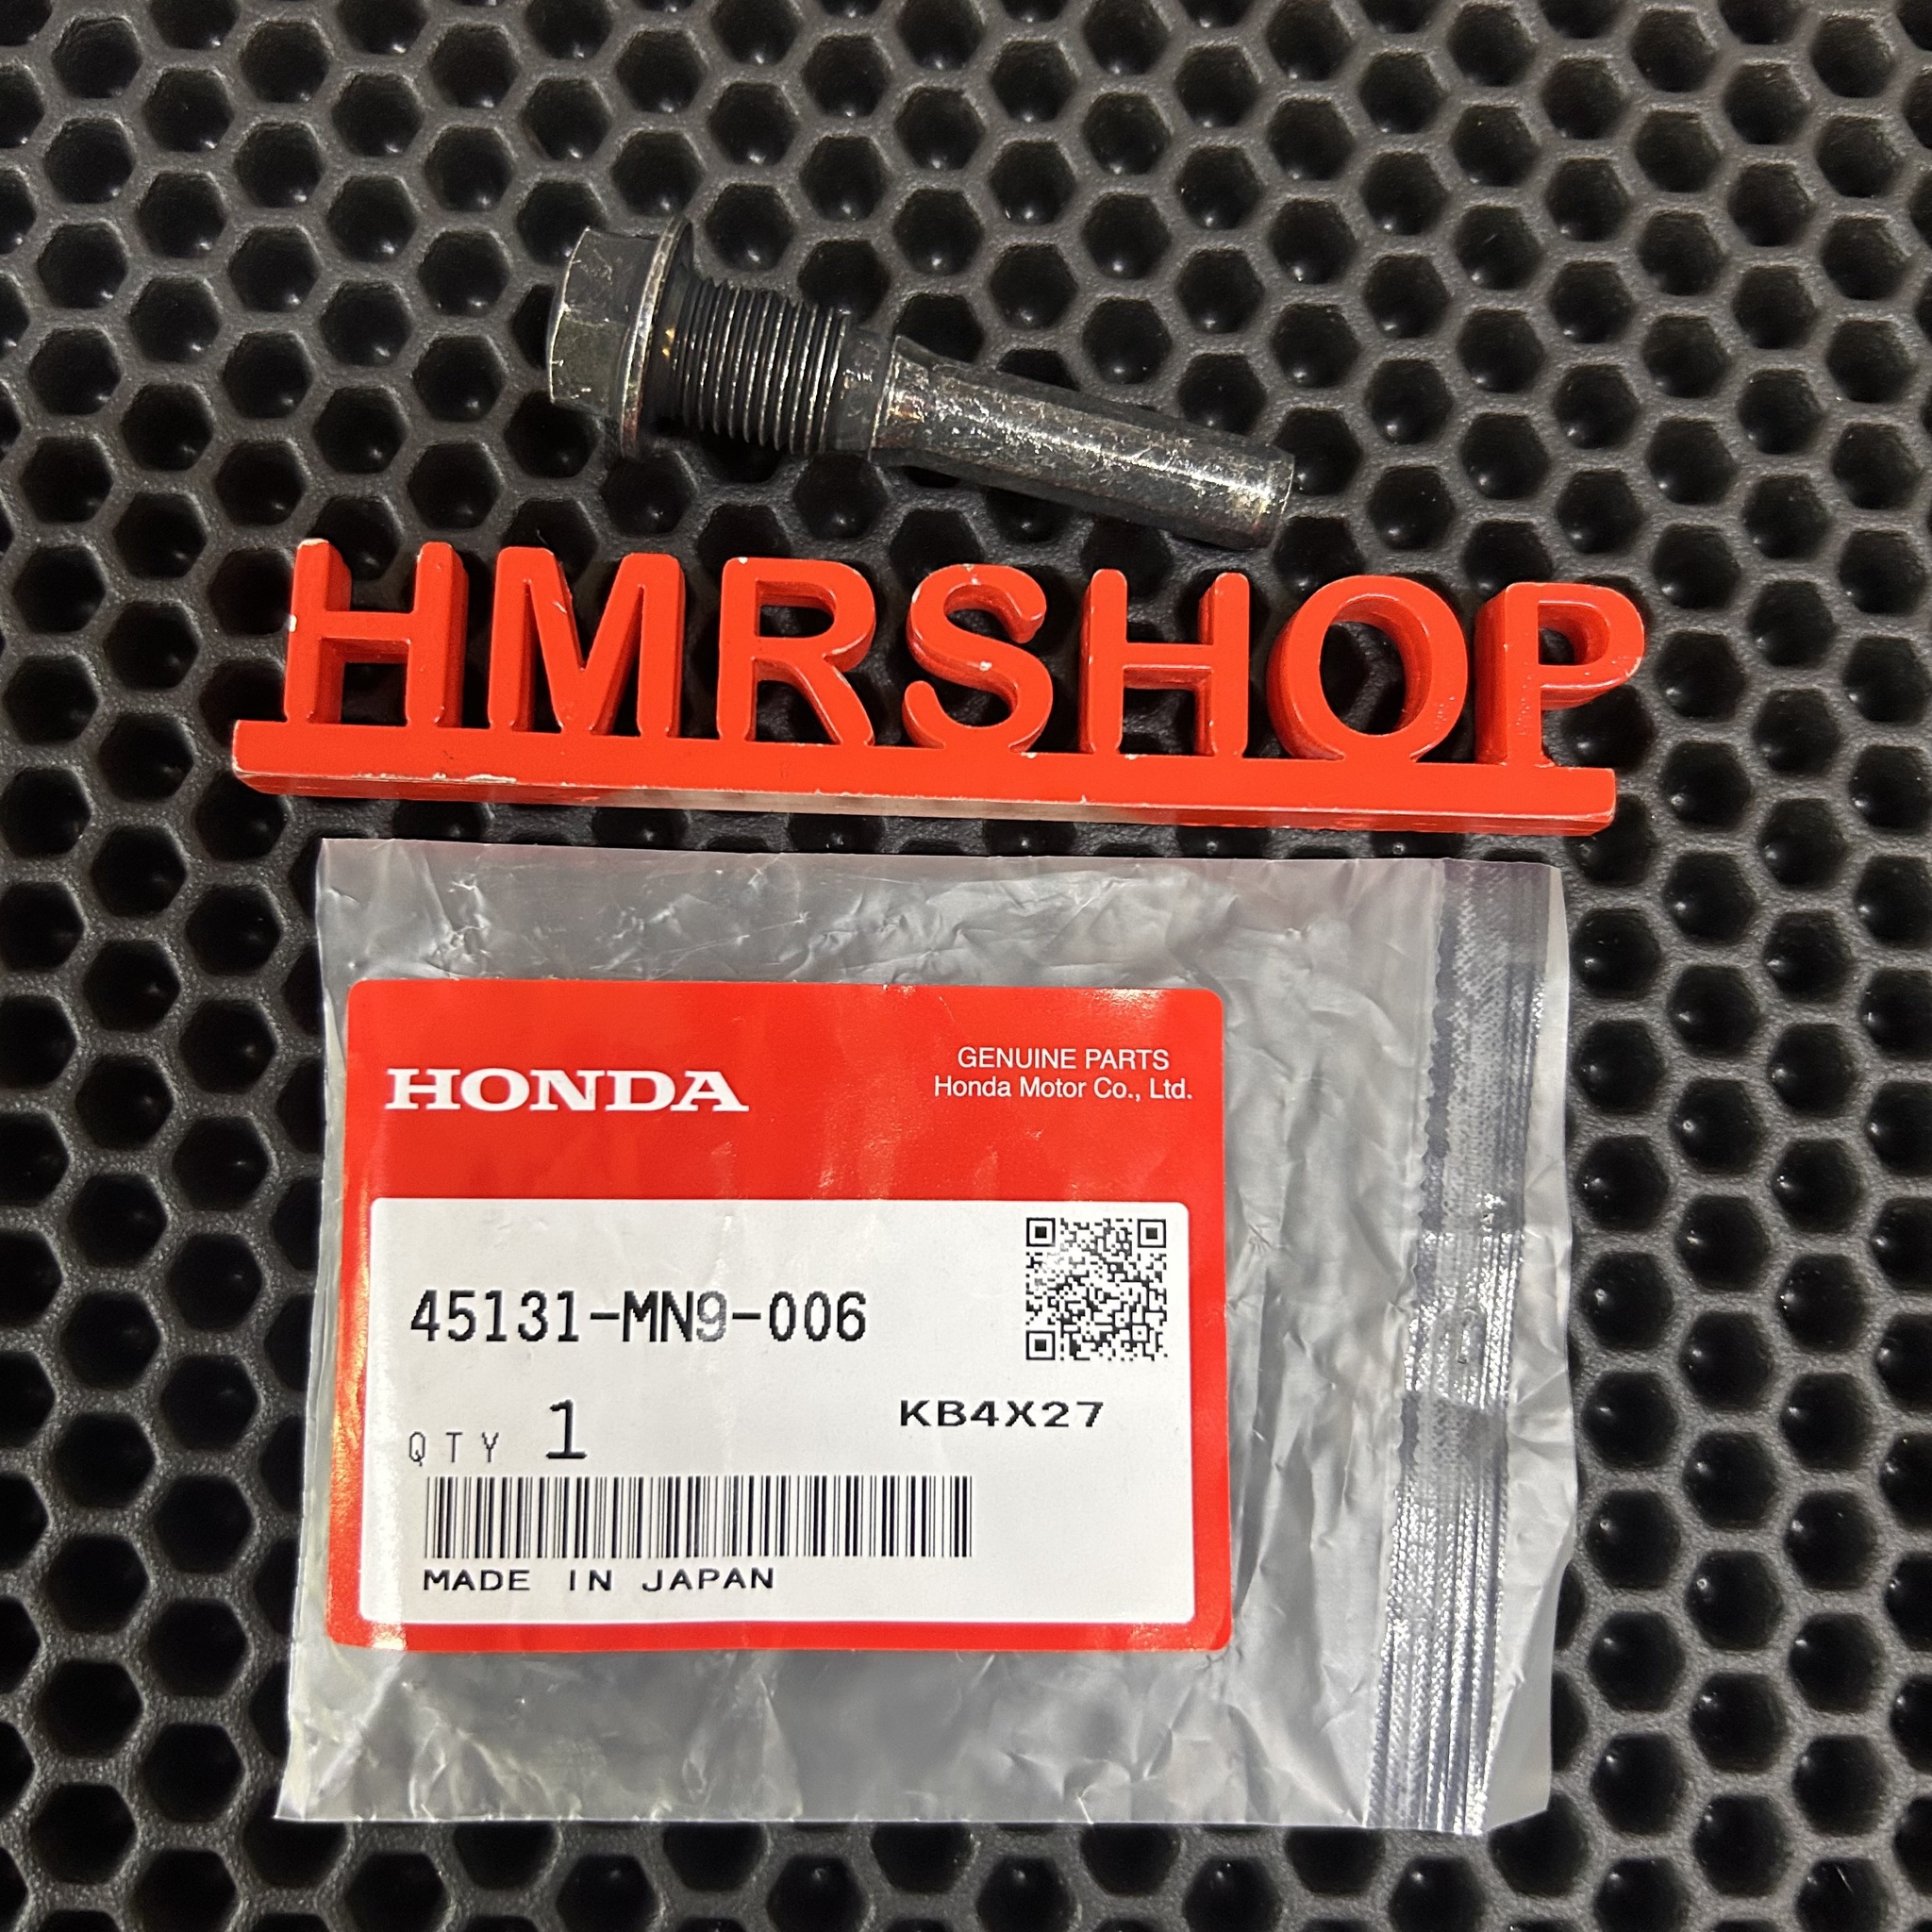 HMRSHOP
HONDA
GENUINE PARTS
Honda Motor Co., Ltd.
45131-MN9-006
QTY 1
KB4X27
MADE IN JAPAN